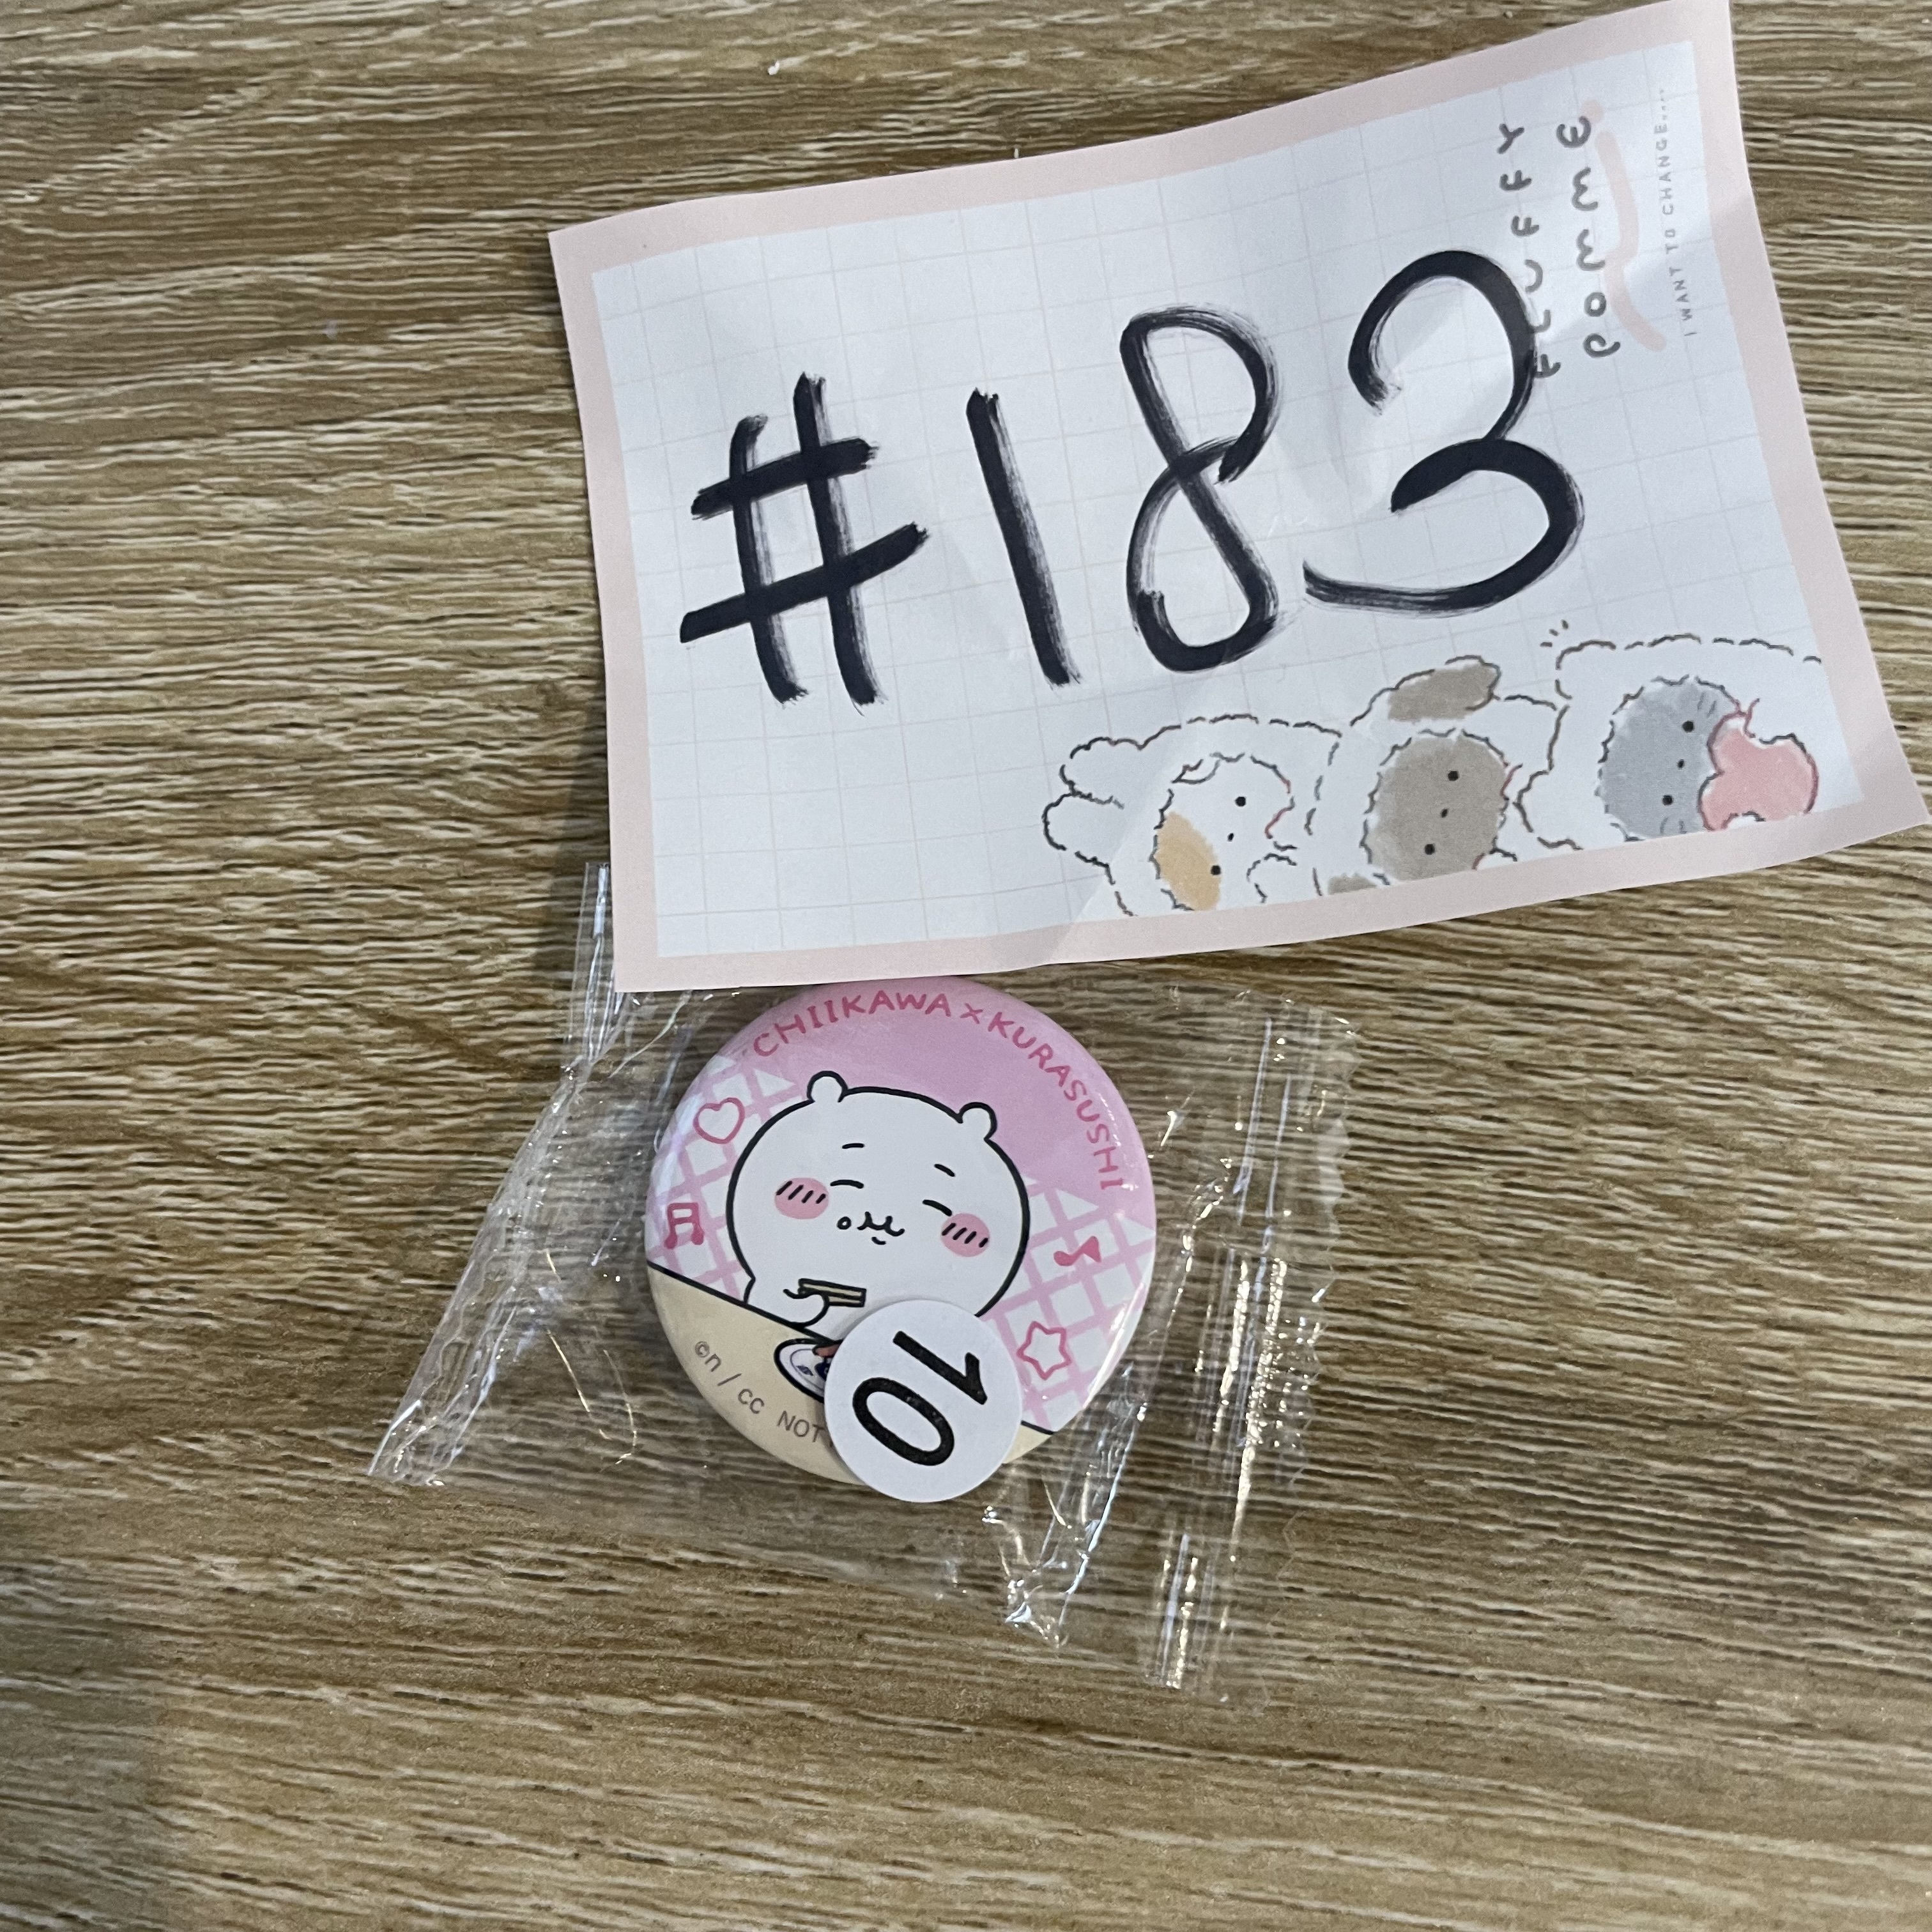 FLUFFY
pomme
I WANT TO CHANGE....
#183
CHIIKAWA×KURASUSHI
10
©n / cc NOT